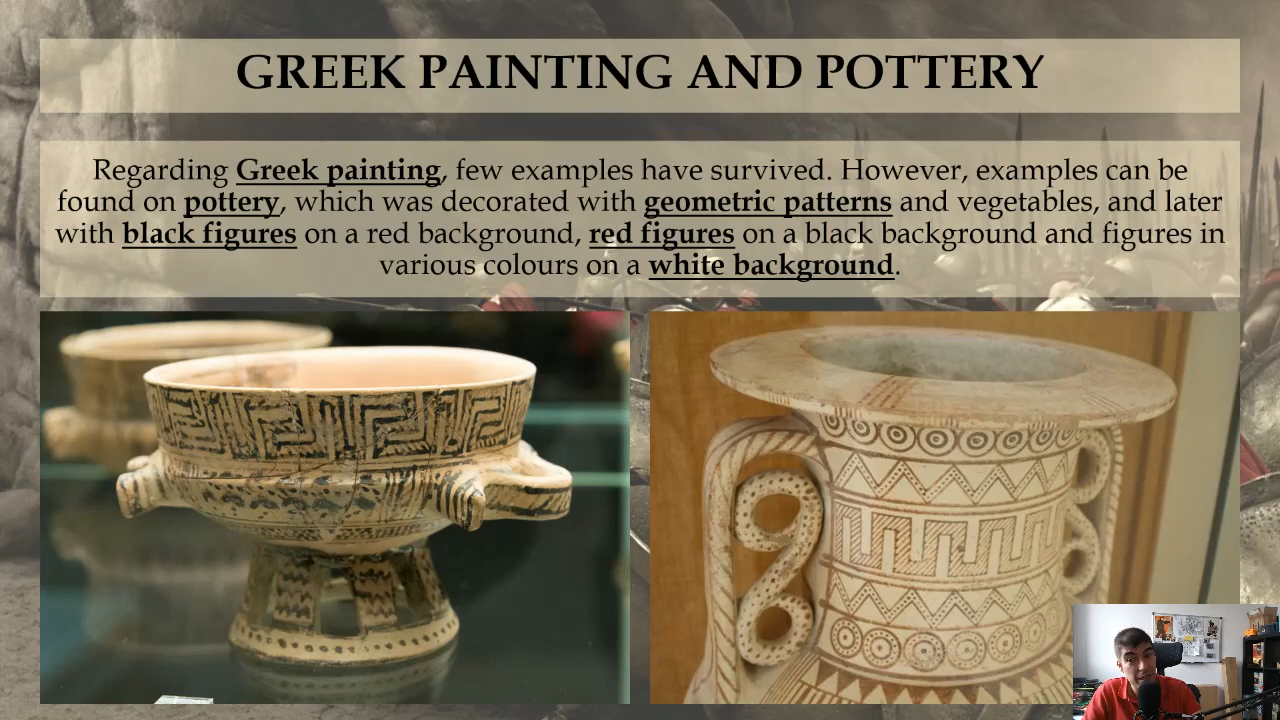 GREEK PAINTING AND POTTERY
Regarding Greek painting, few examples have survived. However, examples can be
found on pottery, which was decorated with geometric patterns and vegetables, and later
with black figures on a red background, red figures on a black background and figures in
various colours on a white background.